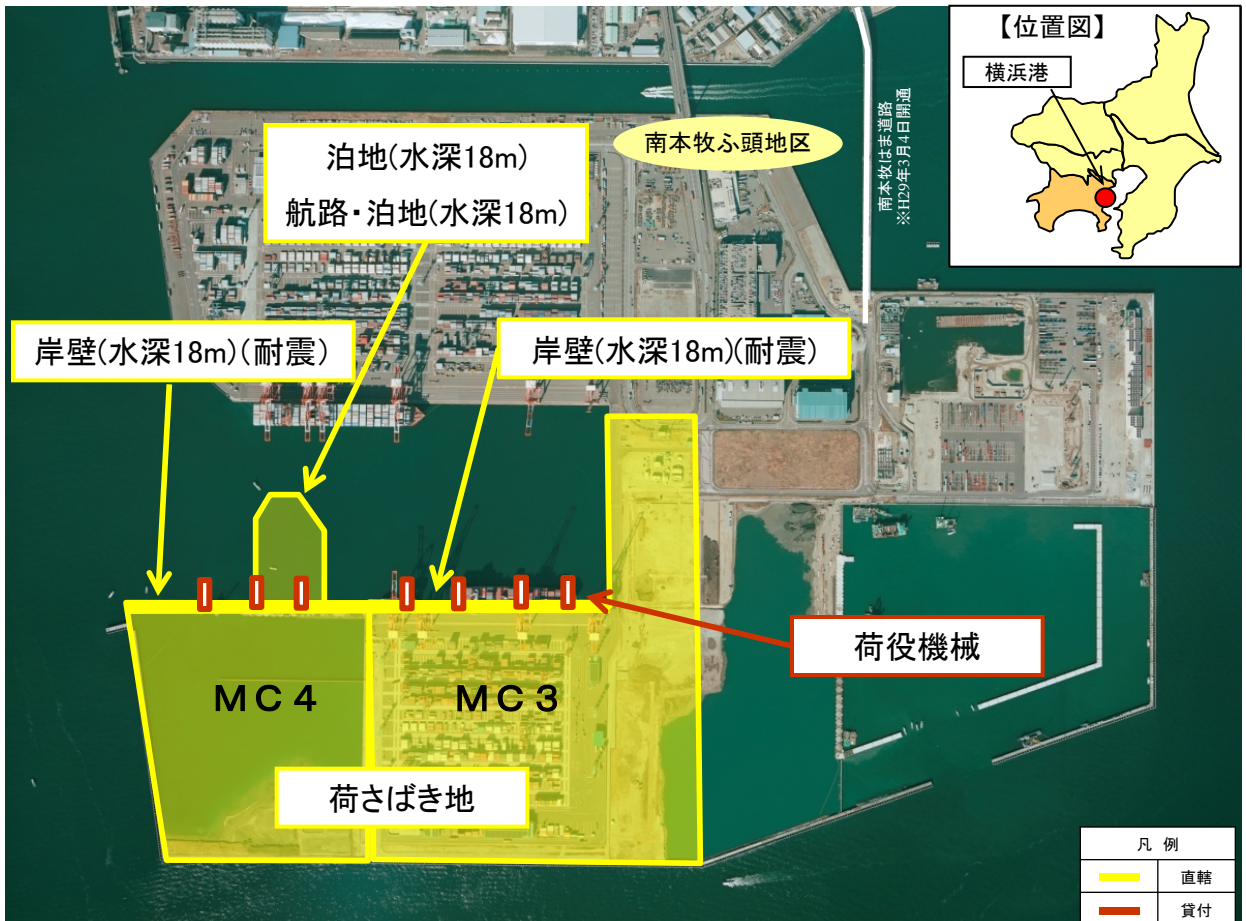 【位置図】
横浜港
南本牧ふ頭地区
南本牧はま道路
※H29年3月4日開通
泊地(水深18m)
航路・泊地(水深18m)
岸壁(水深18m)(耐震)
岸壁(水深18m)(耐震)
荷役機械
ＭＣ４
ＭＣ３
荷さばき地
凡 例
直轄
貸付